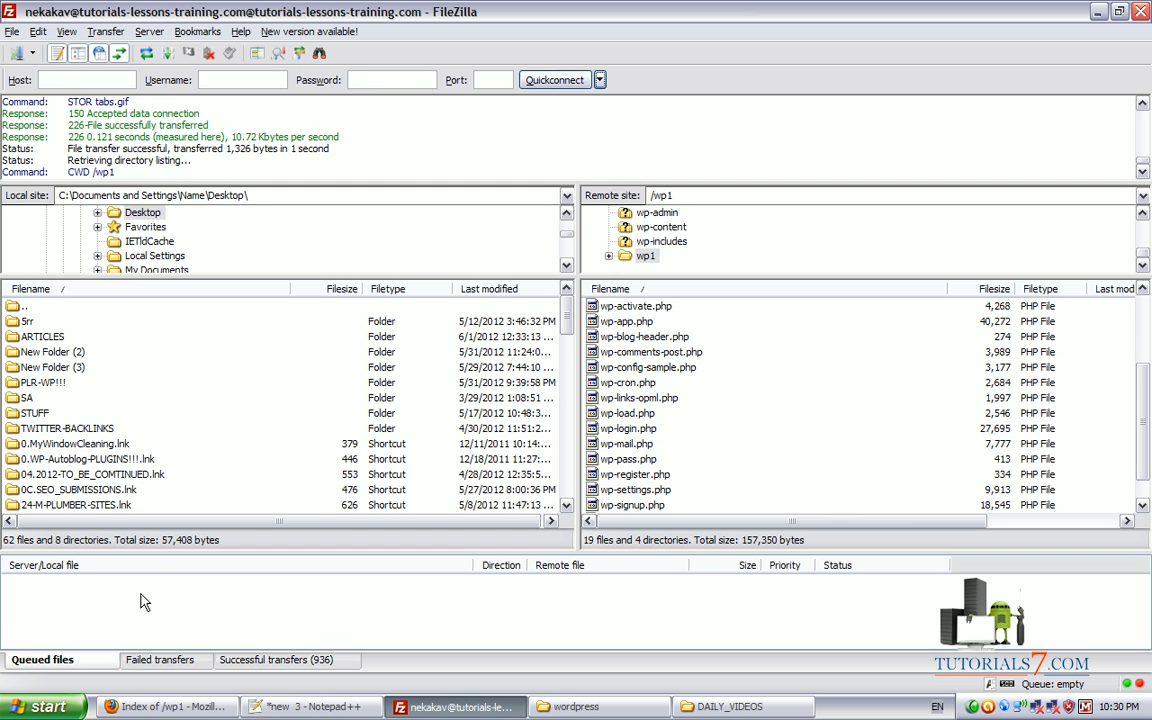 nekakav@tutorials-lessons-training.com@tutorials-lessons-training.com - FileZilla
File Edit View Transfer Server Bookmarks Help New version available!
Host: Username: Password: Port: Quickconnect
Command: STOR tabs.gif
Response: 150 Accepted data connection
Response: 226-File successfully transferred
Response: 226 0.121 seconds (measured here), 10.72 Kbytes per second
Status: File transfer successful, transferred 1,326 bytes in 1 second
Status: Retrieving directory listing...
Command: CWD /wp1
Local site: C:\Documents and Settings\Name\Desktop\
Desktop
Favorites
IETldCache
Local Settings
My Documents
Remote site: /wp1
wp-admin
wp-content
wp-includes
wp1
Filename / Filesize Filetype Last modified
..
5rr Folder 5/12/2012 3:46:32 PM
ARTICLES Folder 6/1/2012 12:33:13 ...
New Folder (2) Folder 5/31/2012 11:24:0...
New Folder (3) Folder 5/29/2012 7:44:10 ...
PLR-WP!!! Folder 5/31/2012 9:39:58 PM
SA Folder 3/29/2012 1:08:51 ...
STUFF Folder 5/17/2012 10:48:3...
TWITTER-BACKLINKS Folder 4/30/2012 11:51:2...
0.MyWindowCleaning.lnk 379 Shortcut 12/11/2011 10:14:...
0.WP-Autoblog-PLUGINS!!!.lnk 446 Shortcut 12/18/2011 11:27:...
04.2012-TO_BE_COMTINUED.lnk 553 Shortcut 4/28/2012 12:35:5...
0C.SEO_SUBMISSIONS.lnk 476 Shortcut 5/27/2012 8:00:36 PM
24-M-PLUMBER-SITES.lnk 626 Shortcut 5/8/2012 11:47:13 ...
62 files and 8 directories. Total size: 57,408 bytes
Filename / Filesize Filetype Last mod
wp-activate.php 4,268 PHP File
wp-app.php 40,272 PHP File
wp-blog-header.php 274 PHP File
wp-comments-post.php 3,989 PHP File
wp-config-sample.php 3,177 PHP File
wp-cron.php 2,684 PHP File
wp-links-opml.php 1,997 PHP File
wp-load.php 2,546 PHP File
wp-login.php 27,695 PHP File
wp-mail.php 7,777 PHP File
wp-pass.php 413 PHP File
wp-register.php 334 PHP File
wp-settings.php 9,913 PHP File
wp-signup.php 18,545 PHP File
19 files and 4 directories. Total size: 157,350 bytes
Server/Local file Direction Remote file Size Priority Status
Queued files Failed transfers Successful transfers (936)
TUTORIALS7.COM
Queue: empty
start Index of /wp1 - Mozill... *new 3 - Notepad++ nekakav@tutorials-le... wordpress DAILY_VIDEOS EN 10:30 PM